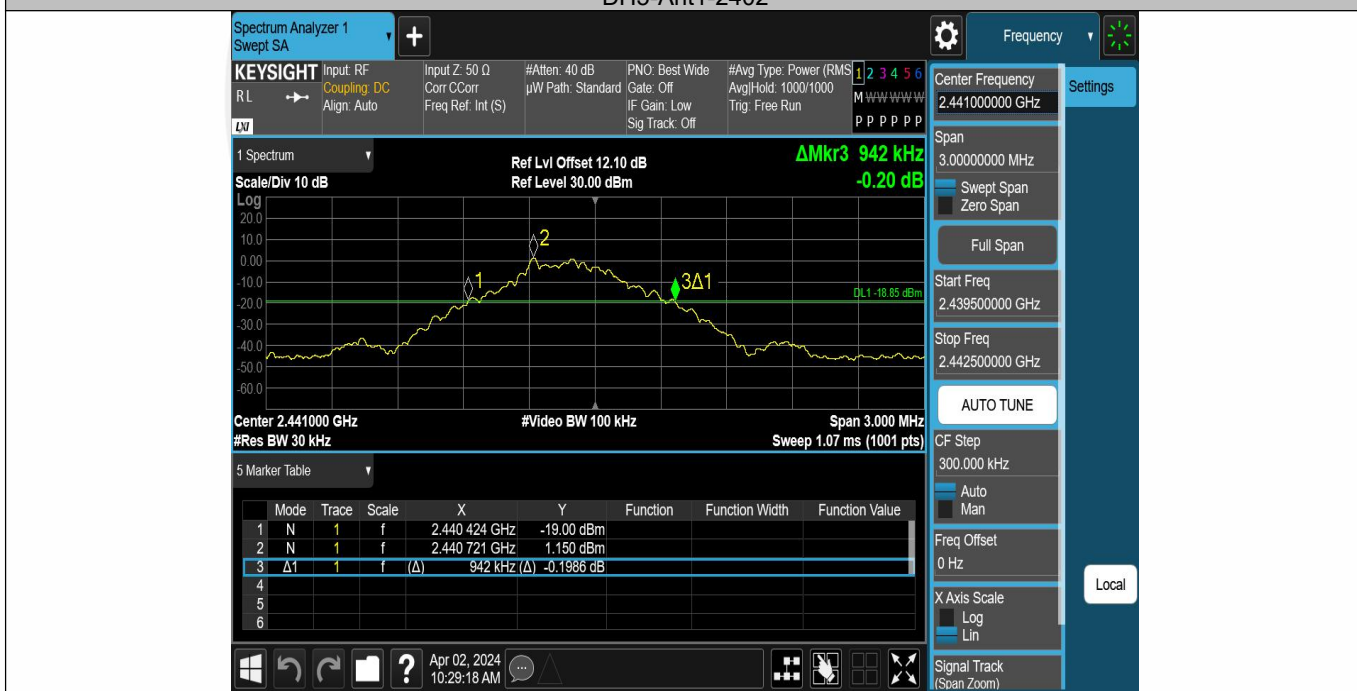 DH5-Ant1-2402
Spectrum Analyzer 1
Swept SA
+
Frequency
KEYSIGHT
RL
LXI
Input: RF
Coupling: DC
Align: Auto
Input Z: 50 Ω
Corr CCorr
Freq Ref: Int (S)
#Atten: 40 dB
µW Path: Standard
PNO: Best Wide
Gate: Off
IF Gain: Low
Sig Track: Off
#Avg Type: Power (RMS
Avg|Hold: 1000/1000
Trig: Free Run
1 2 3 4 5 6
M W W W W W
P P P P P P
1 Spectrum
Scale/Div 10 dB
Ref Lvl Offset 12.10 dB
Ref Level 30.00 dBm
ΔMkr3 942 kHz
-0.20 dB
Log
20.0
10.0
0.00
-10.0
-20.0
-30.0
-40.0
-50.0
-60.0
1
2
3Δ1
DL1 -18.85 dBm
Center 2.441000 GHz
#Video BW 100 kHz
Span 3.000 MHz
#Res BW 30 kHz
Sweep 1.07 ms (1001 pts)
5 Marker Table
Mode Trace Scale X Y Function Function Width Function Value
1 N 1 f 2.440 424 GHz -19.00 dBm
2 N 1 f 2.440 721 GHz 1.150 dBm
3 Δ1 1 f (Δ) 942 kHz (Δ) -0.1986 dB
4
5
6
?
Apr 02, 2024
10:29:18 AM
Center Frequency
2.441000000 GHz
Settings
Span
3.00000000 MHz
Swept Span
Zero Span
Full Span
Start Freq
2.439500000 GHz
Stop Freq
2.442500000 GHz
AUTO TUNE
CF Step
300.000 kHz
Auto
Man
Freq Offset
0 Hz
X Axis Scale
Log
Lin
Local
Signal Track
(Span Zoom)